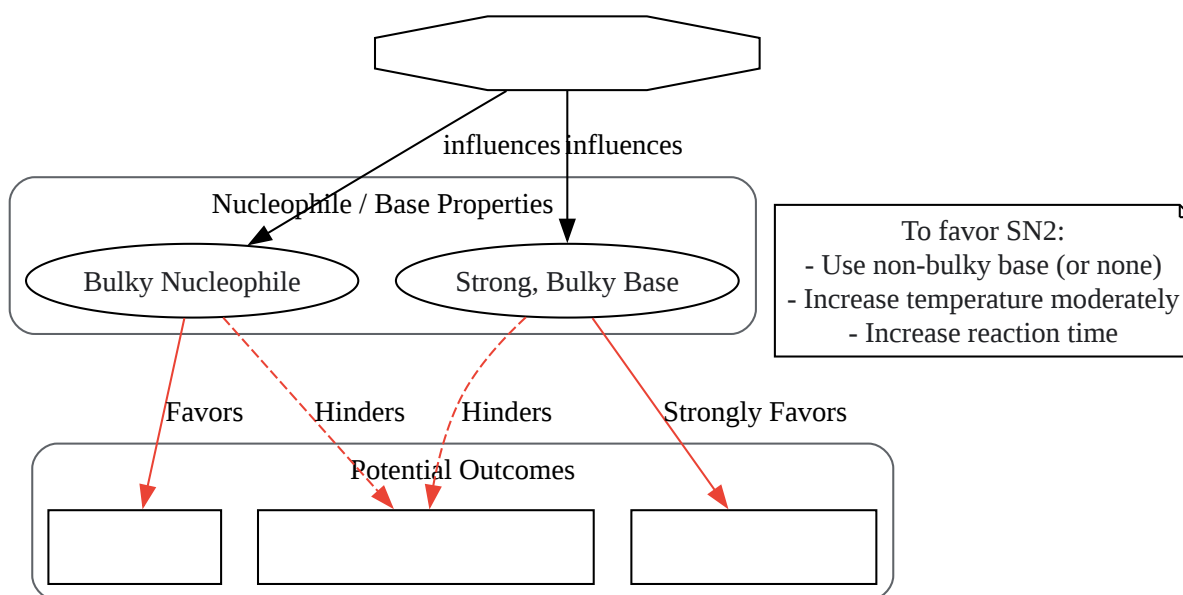 influences
influences
Nucleophile / Base Properties
Bulky Nucleophile
Strong, Bulky Base
To favor SN2:
- Use non-bulky base (or none)
- Increase temperature moderately
- Increase reaction time
Favors
Hinders
Hinders
Strongly Favors
Potential Outcomes